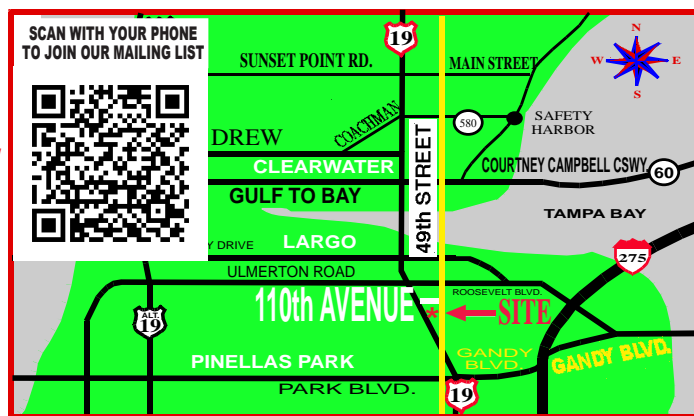 SCAN WITH YOUR PHONE
TO JOIN OUR MAILING LIST
19
N
W E
S
SUNSET POINT RD.
MAIN STREET
COACHMAN
580
SAFETY
HARBOR
DREW
49th STREET
CLEARWATER
COURTNEY CAMPBELL CSWY.
60
GULF TO BAY
TAMPA BAY
Y DRIVE
LARGO
275
ULMERTON ROAD
ROOSEVELT BLVD.
110th AVENUE
* SITE
ALT.
19
GANDY
BLVD.
GANDY BLVD.
PINELLAS PARK
PARK BLVD.
19